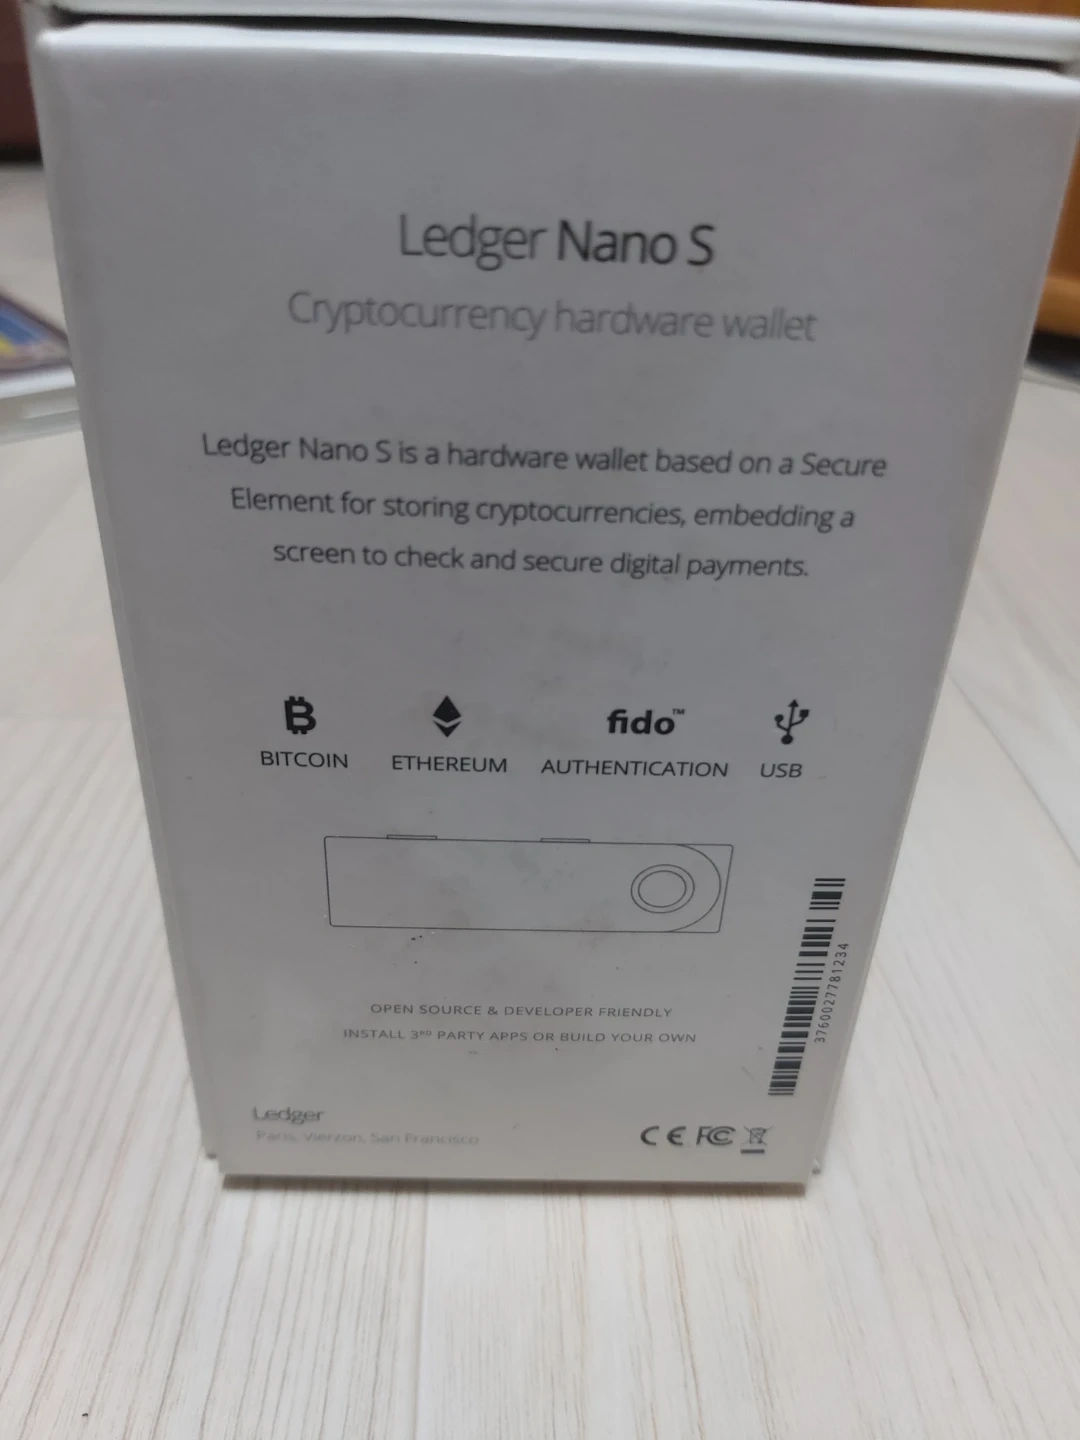 Ledger Nano S
Cryptocurrency hardware wallet
Ledger Nano S is a hardware wallet based on a Secure
Element for storing cryptocurrencies, embedding a
screen to check and secure digital payments.
fido™
BITCOIN ETHEREUM AUTHENTICATION USB
3760027781234
OPEN SOURCE & DEVELOPER FRIENDLY
INSTALL 3RD PARTY APPS OR BUILD YOUR OWN
Ledger
Paris, Vierzon, San Francisco
CE FC